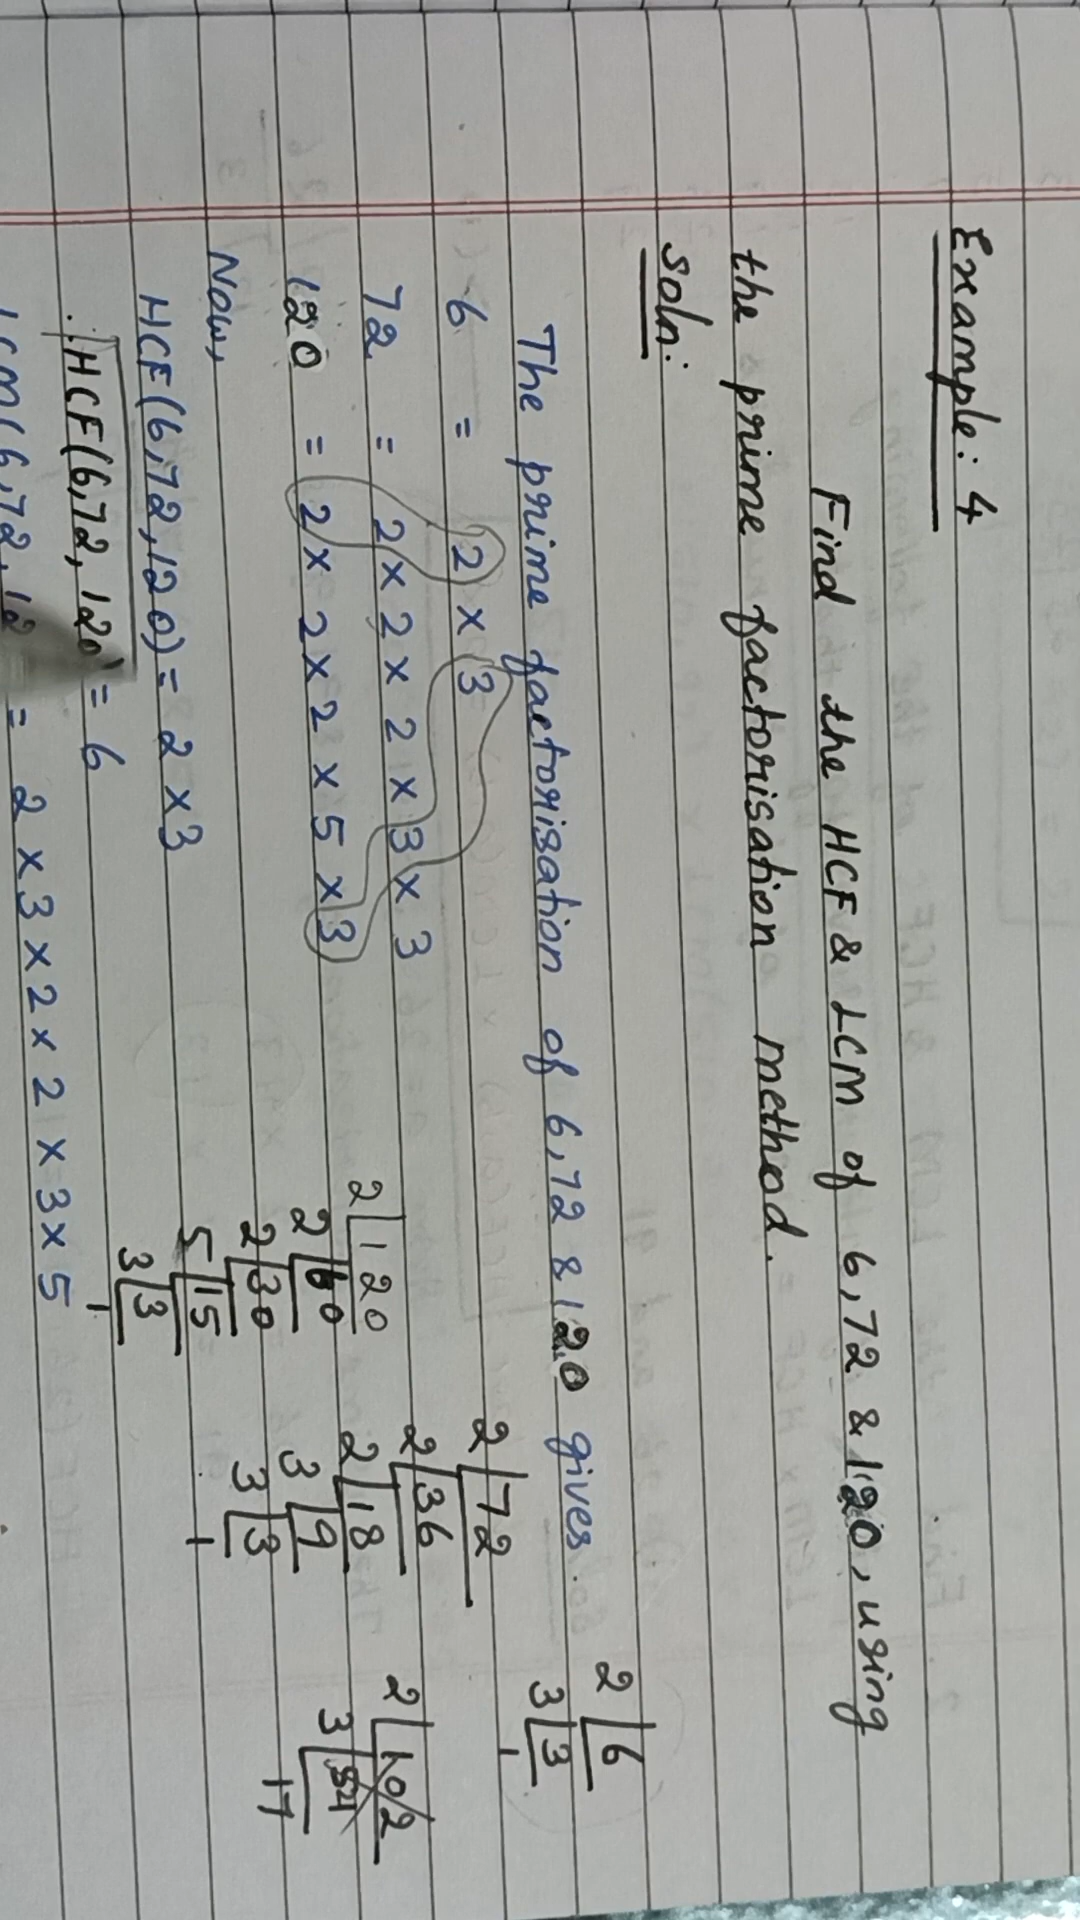 Example: 4
Find the HCF & LCM of 6, 72 & 120, using
the prime factorisation method.
Soln:
The prime factorisation of 6, 72 & 120 gives.
6 = 2 x 3
72 = 2 x 2 x 2 x 3 x 3
120 = 2 x 2 x 2 x 5 x 3
Now,
HCF(6,72,120) = 2 x 3
HCF(6,72,120) = 6
LCM(6,72,12 = 2 x 3 x 2 x 2 x 3 x 5
2 120
2 60
2 30
5 15
3 3
1
2 72
2 36
2 18
3 9
3 3
1
2 6
3 3
1
2 102
3
17